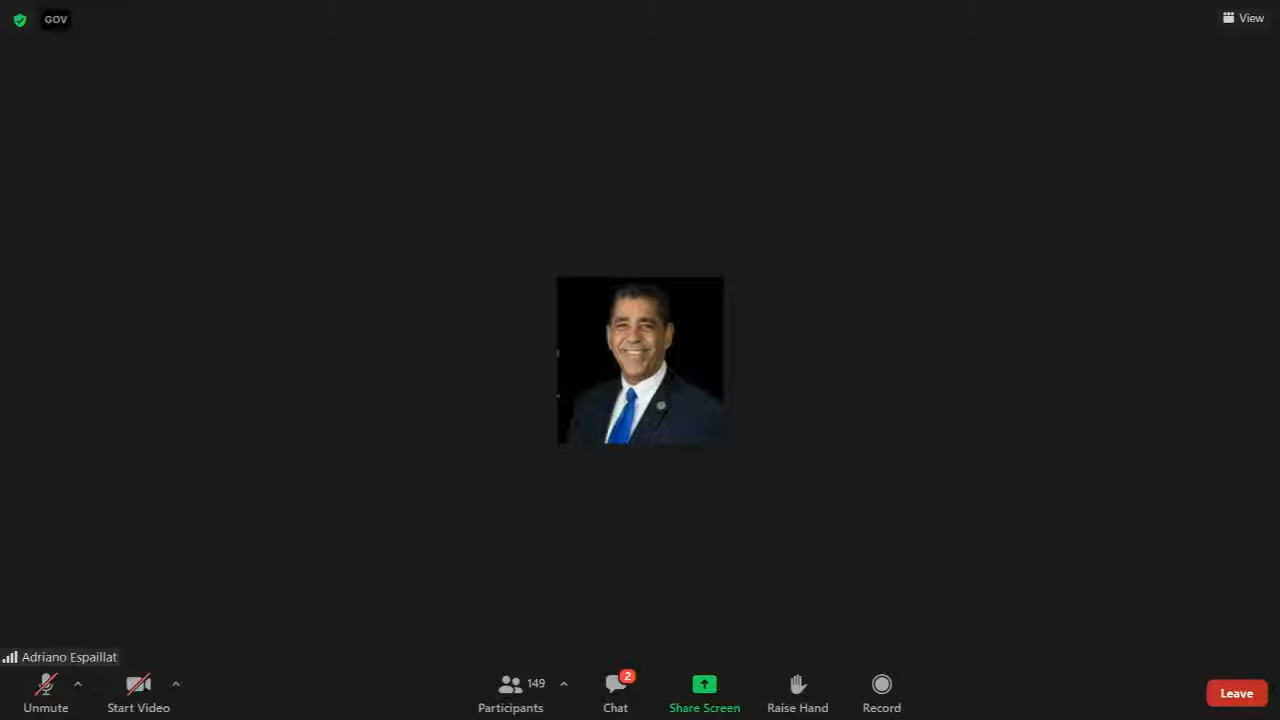 GOV
View
Adriano Espaillat
Unmute
Start Video
149
Participants
2
Chat
Share Screen
Raise Hand
Record
Leave